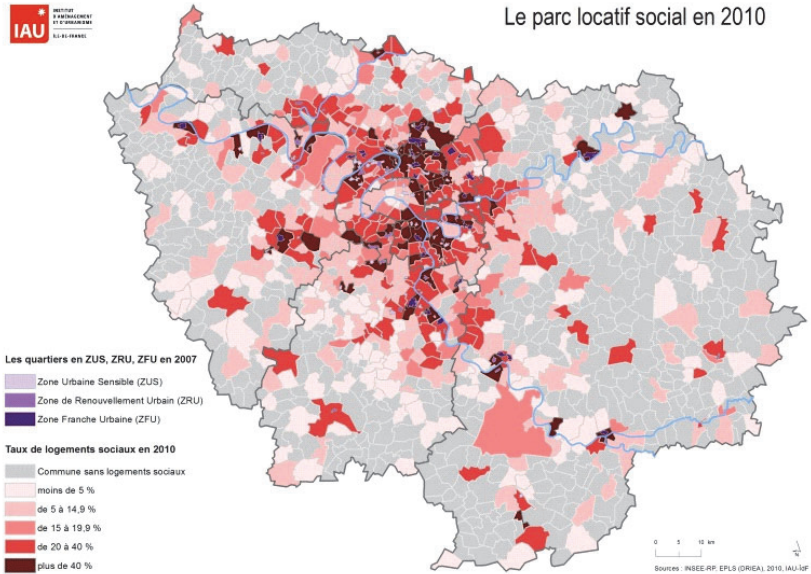 IAU
INSTITUT
D'AMÉNAGEMENT
ET D'URBANISME
ÎLE-DE-FRANCE
Le parc locatif social en 2010
Les quartiers en ZUS, ZRU, ZFU en 2007
Zone Urbaine Sensible (ZUS)
Zone de Renouvellement Urbain (ZRU)
Zone Franche Urbaine (ZFU)
Taux de logements sociaux en 2010
Commune sans logements sociaux
moins de 5 %
de 5 à 14,9 %
de 15 à 19,9 %
de 20 à 40 %
plus de 40 %
0 5 10 km
N
Sources : INSEE-RP, EPLS (DRIEA), 2010, IAU-ÎdF